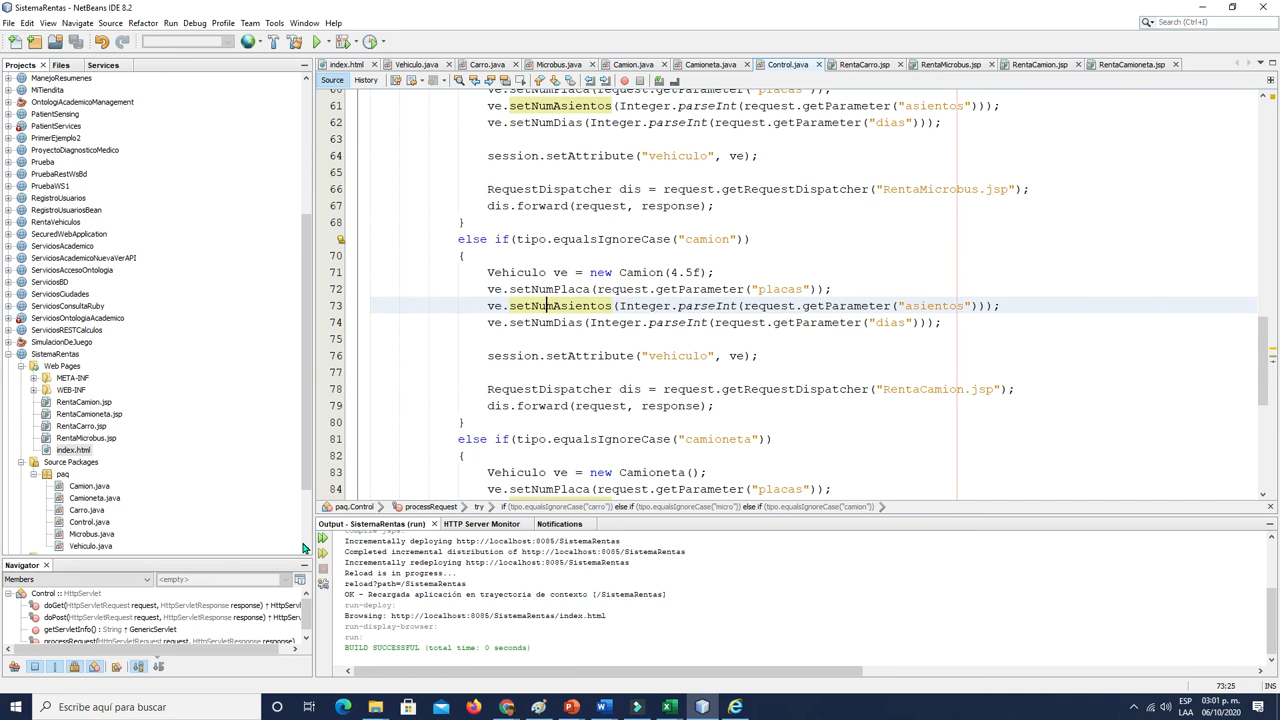 SistemaRentas - NetBeans IDE 8.2
File Edit View Navigate Source Refactor Run Debug Profile Team Tools Window Help
Search (Ctrl+I)
Projects Files Services
index.html Vehiculo.java Carro.java Microbus.java Camion.java Camioneta.java Control.java RentaCarro.jsp RentaMicrobus.jsp RentaCamion.jsp RentaCamioneta.jsp
Source History
ManejoResumenes
MiTiendita
OntologiAcademicoManagement
PatientSensing
PatientServices
PrimerEjemplo2
ProyectoDiagnosticoMedico
Prueba
PruebaRestWsBd
PruebaWS1
RegistroUsuarios
RegistroUsuariosBean
RentaVehiculos
SecuredWebApplication
ServiciosAcademico
ServiciosAcademicoNuevaVerAPI
ServiciosAccesoOntologia
ServiciosBD
ServiciosCiudades
ServiciosConsultaRuby
ServiciosOntologiaAcademico
ServiciosRESTCalculos
SimulacionDeJuego
SistemaRentas
Web Pages
META-INF
WEB-INF
RentaCamion.jsp
RentaCamioneta.jsp
RentaCarro.jsp
RentaMicrobus.jsp
index.html
Source Packages
paq
Camion.java
Camioneta.java
Carro.java
Control.java
Microbus.java
Vehiculo.java
60 ve.setNumPlaca(request.getParameter("placas"));
61 ve.setNumAsientos(Integer.parseInt(request.getParameter("asientos")));
62 ve.setNumDias(Integer.parseInt(request.getParameter("dias")));
63
64 session.setAttribute("vehiculo", ve);
65
66 RequestDispatcher dis = request.getRequestDispatcher("RentaMicrobus.jsp");
67 dis.forward(request, response);
68 }
else if(tipo.equalsIgnoreCase("camion"))
70 {
71 Vehiculo ve = new Camion(4.5f);
72 ve.setNumPlaca(request.getParameter("placas"));
73 ve.setNumAsientos(Integer.parseInt(request.getParameter("asientos")));
74 ve.setNumDias(Integer.parseInt(request.getParameter("dias")));
75
76 session.setAttribute("vehiculo", ve);
77
78 RequestDispatcher dis = request.getRequestDispatcher("RentaCamion.jsp");
79 dis.forward(request, response);
80 }
81 else if(tipo.equalsIgnoreCase("camioneta"))
82 {
83 Vehiculo ve = new Camioneta();
84 ve.setNumPlaca(request.getParameter("placas"));
paq.Control processRequest try if (tipo.equalsIgnoreCase("carro")) else if (tipo.equalsIgnoreCase("micro")) else if (tipo.equalsIgnoreCase("camion"))
Output - SistemaRentas (run) HTTP Server Monitor Notifications
Incrementally deploying http://localhost:8085/SistemaRentas
Completed incremental distribution of http://localhost:8085/SistemaRentas
Incrementally redeploying http://localhost:8085/SistemaRentas
Reload is in progress...
reload?path=/SistemaRentas
OK - Recargada aplicación en trayectoria de contexto [/SistemaRentas]
run-deploy:
Browsing: http://localhost:8085/SistemaRentas/index.html
run-display-browser:
run:
BUILD SUCCESSFUL (total time: 0 seconds)
Navigator
Members <empty>
Control :: HttpServlet
doGet(HttpServletRequest request, HttpServletResponse response) ↑ HttpServ
doPost(HttpServletRequest request, HttpServletResponse response) ↑ HttpServ
getServletInfo() : String ↑ GenericServlet
processRequest(HttpServletRequest request, HttpServletResponse response)
73:25 INS
Escribe aquí para buscar
ESP
LAA
03:01 p. m.
06/10/2020